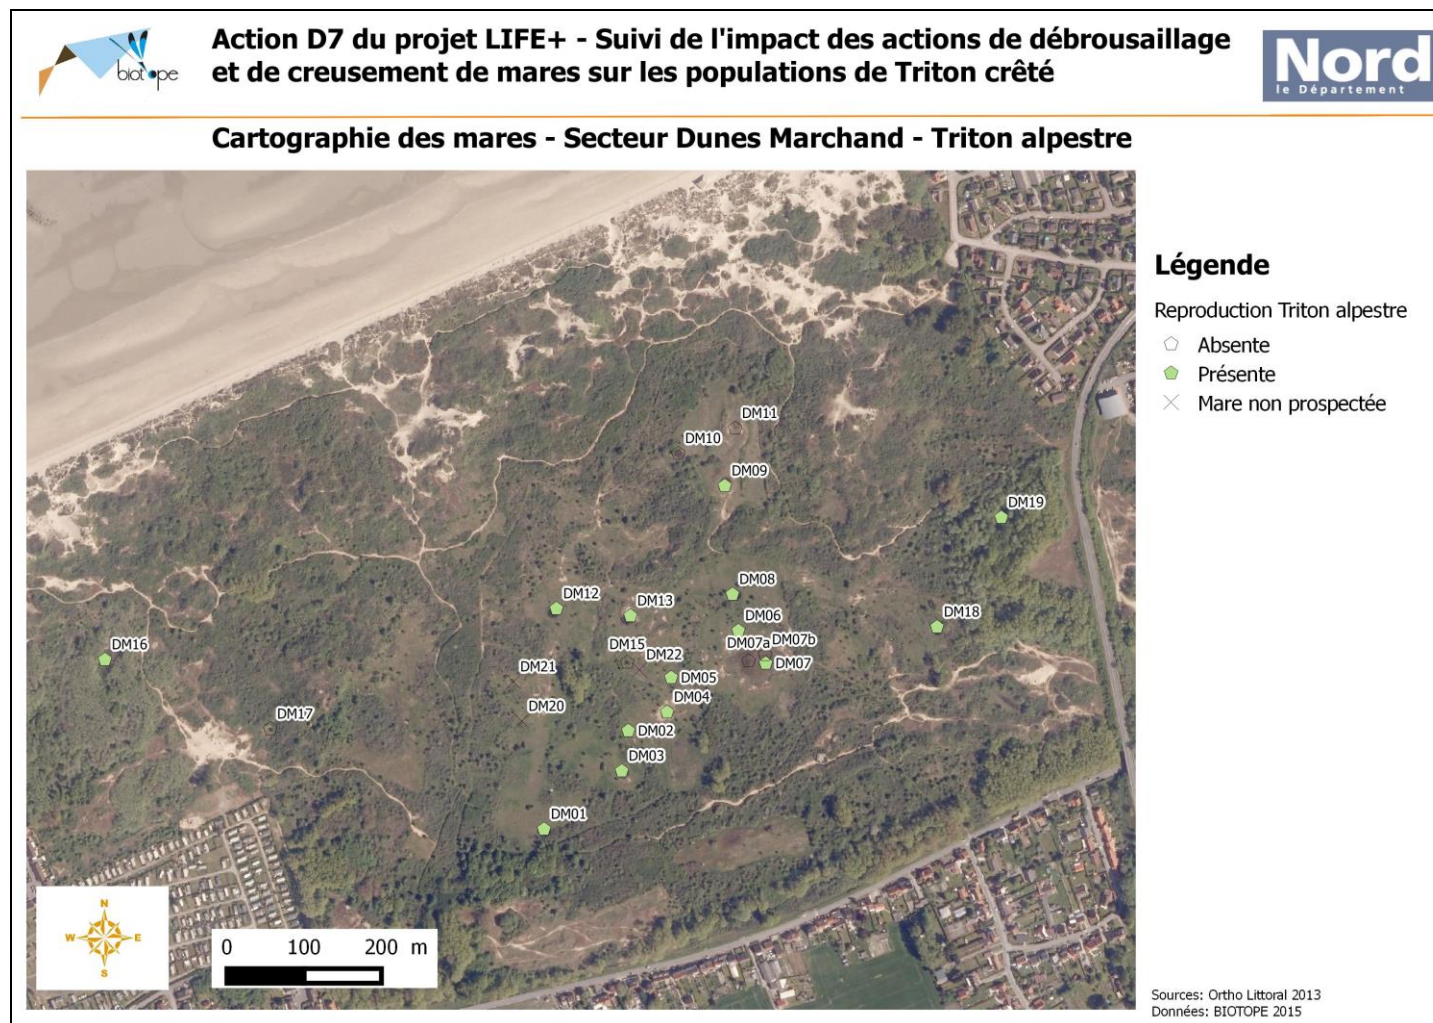 biotope
Action D7 du projet LIFE+ - Suivi de l'impact des actions de débrousaillage
et de creusement de mares sur les populations de Triton crêté
Nord
le Département
Cartographie des mares - Secteur Dunes Marchand - Triton alpestre
Légende
Reproduction Triton alpestre
Absente
Présente
Mare non prospectée
DM11
DM10
DM09
DM19
DM08
DM12
DM13
DM06
DM18
DM07a
DM07b
DM15
DM22
DM07
DM16
DM21
DM05
DM04
DM20
DM17
DM02
DM03
DM01
N
W
E
S
0 100 200 m
Sources: Ortho Littoral 2013
Données: BIOTOPE 2015